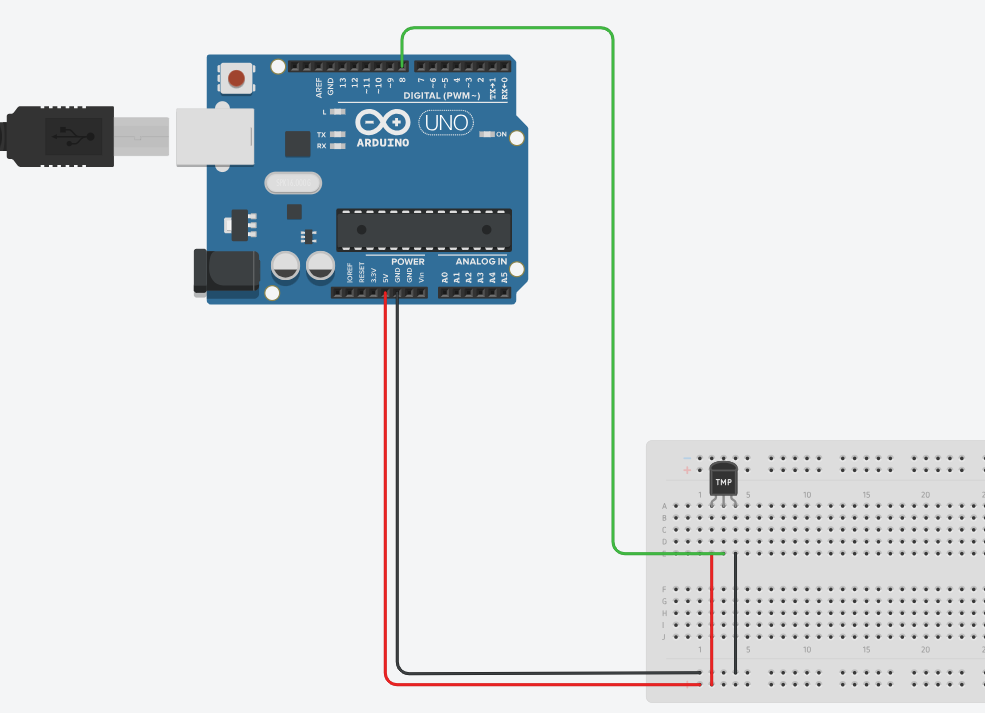 AREF
GND
13
12
~11
~10
~9
8
7
~6
~5
4
~3
2
TX→1
RX←0
DIGITAL (PWM~)
L
TX
RX
ARDUINO
UNO
ON
IOREF
RESET
3.3V
5V
GND
GND
Vin
POWER
ANALOG IN
A0
A1
A2
A3
A4
A5
TMP
1 5 10 15 20
A
B
C
D
F
G
H
I
J
1 5 10 15 20